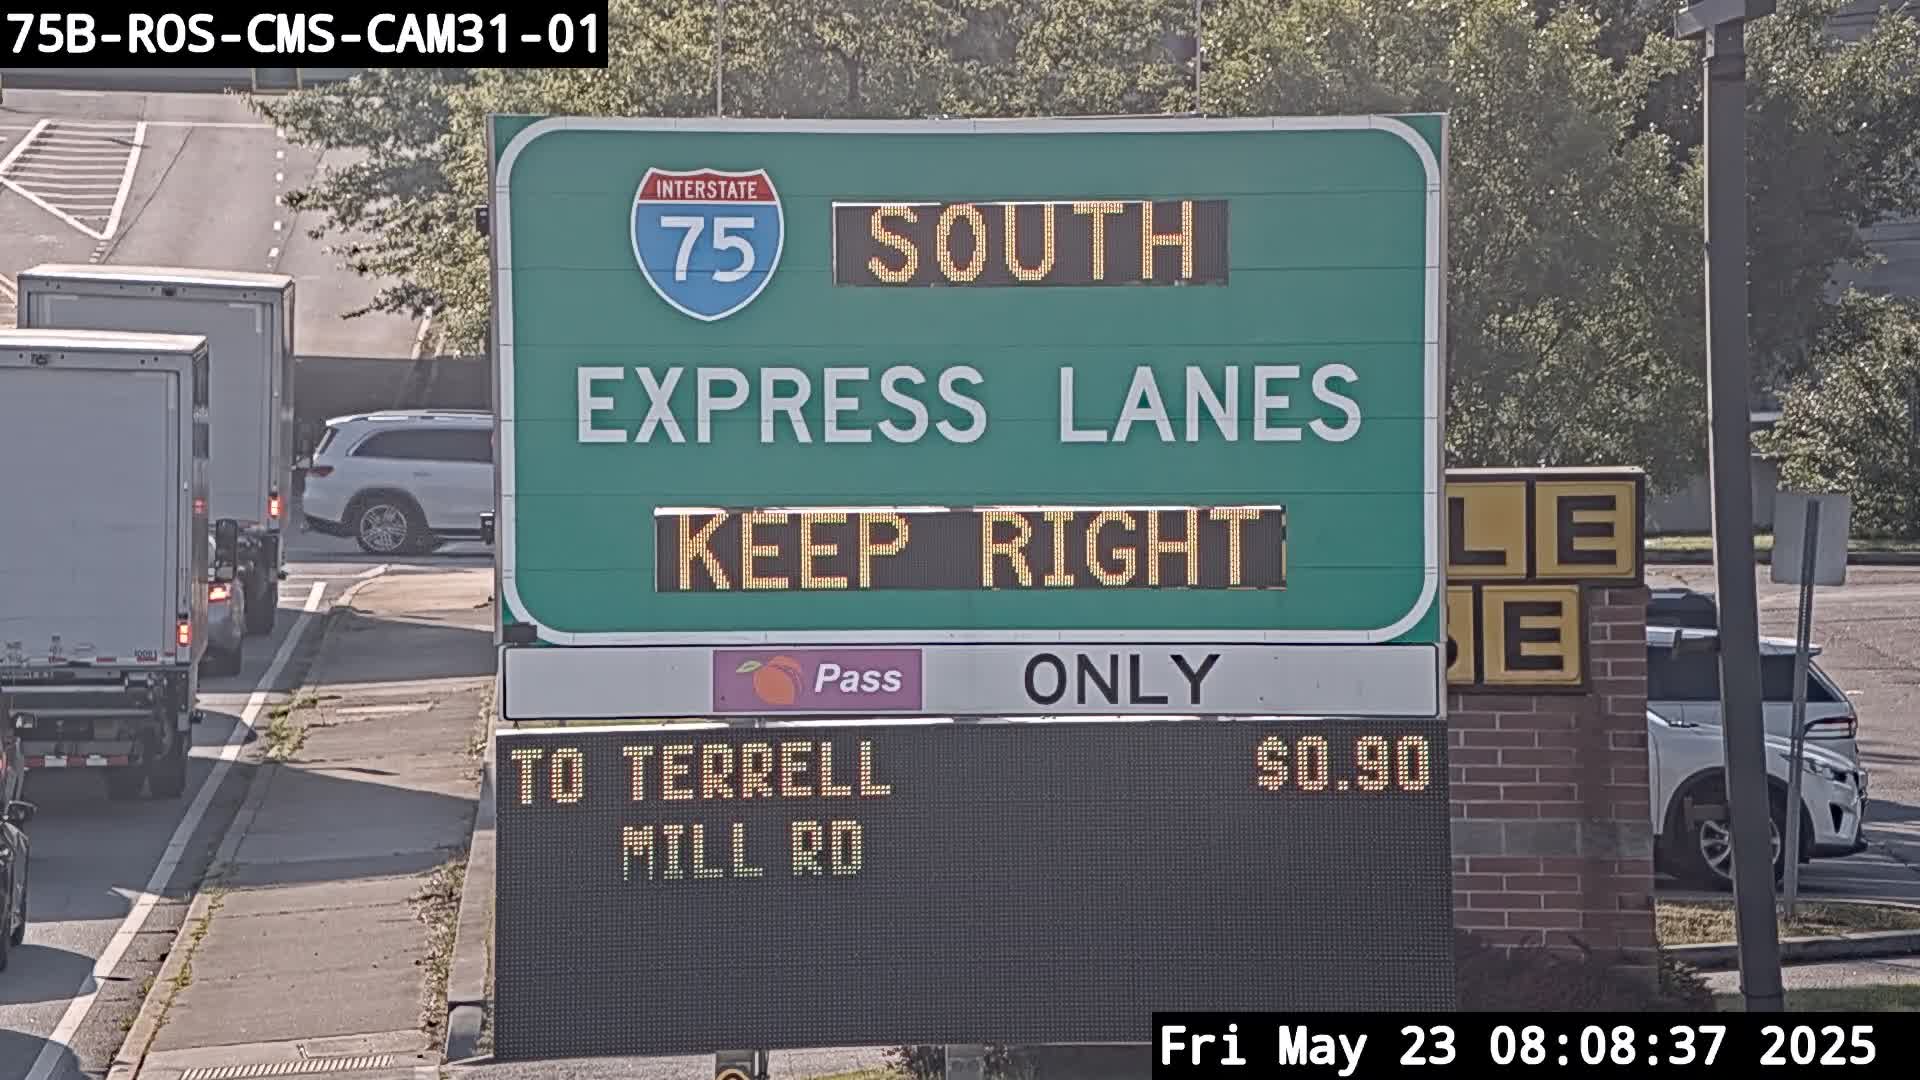 75B-ROS-CMS-CAM31-01
INTERSTATE
75
SOUTH
EXPRESS LANES
KEEP RIGHT
Pass ONLY
TO TERRELL $0.90
MILL RD
LE
E
Fri May 23 08:08:37 2025